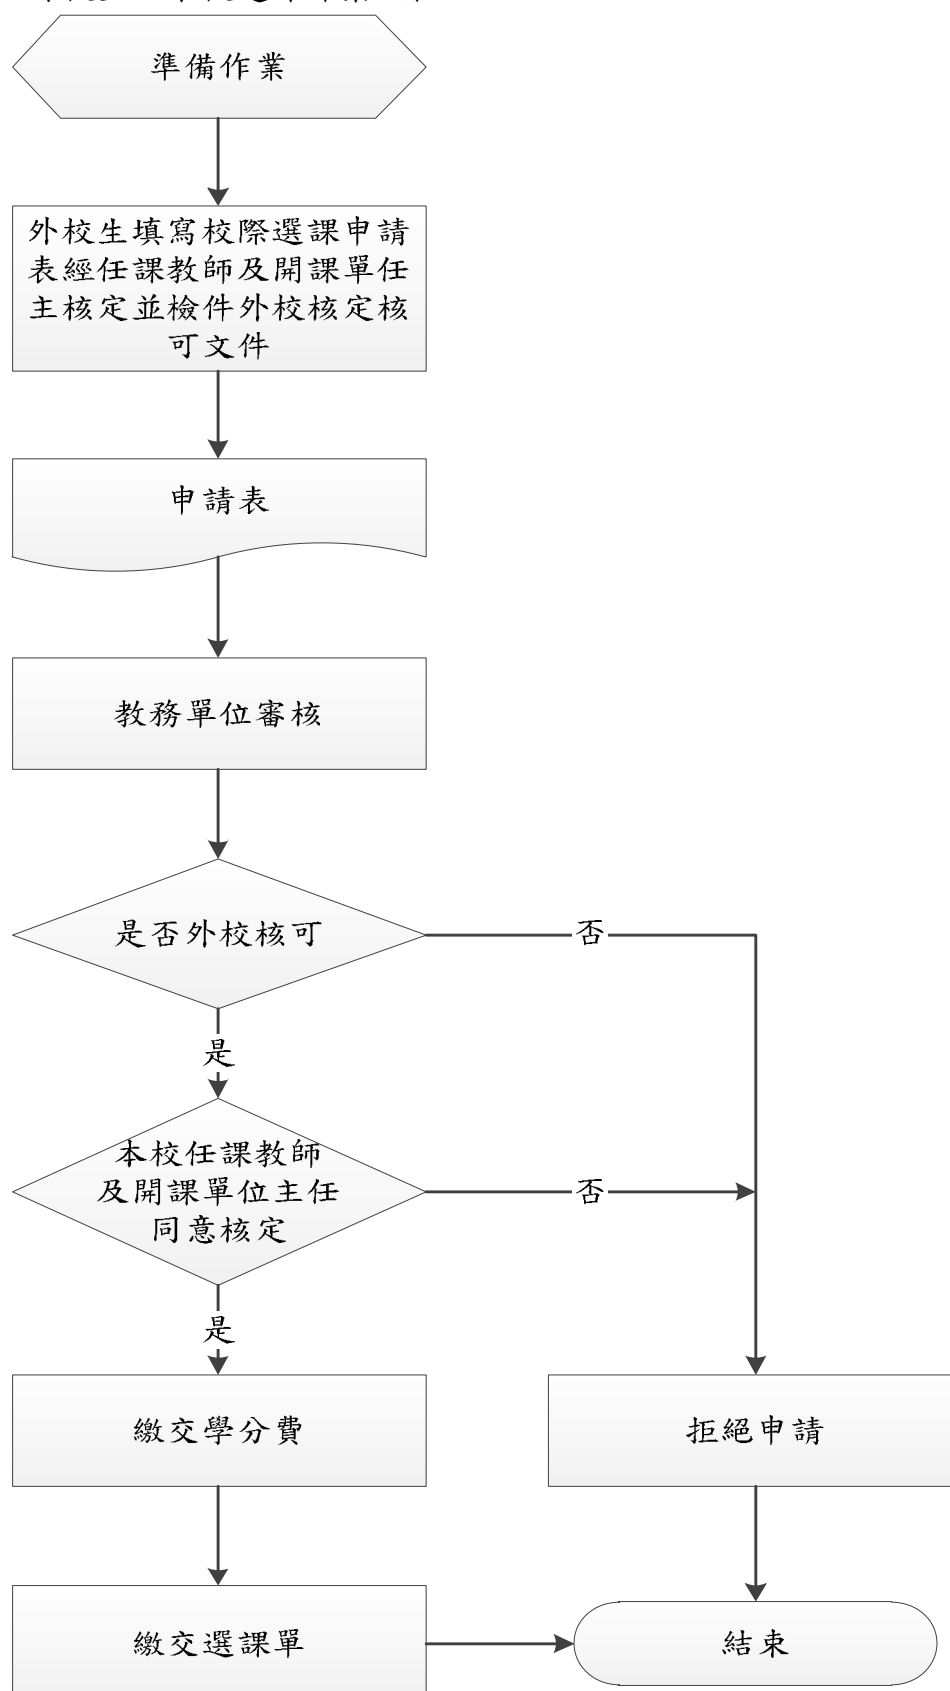 準備作業
外校生填寫校際選課申請
表經任課教師及開課單任
主核定並檢件外校核定核
可文件
申請表
教務單位審核
是否外校核可
否
是
本校任課教師
及開課單位主任
同意核定
否
是
繳交學分費
拒絕申請
繳交選課單
結束